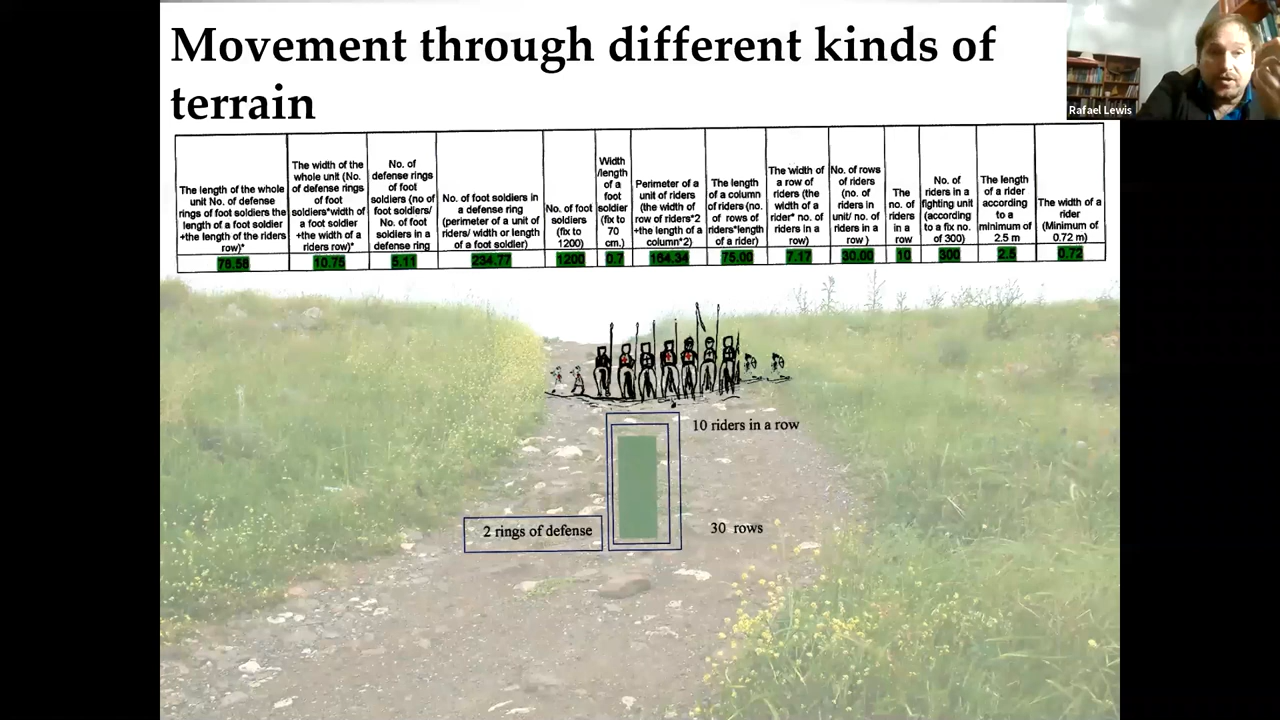 Movement through different kinds of
terrain
Rafael Lewis
The length of the whole
unit No. of defense
rings of foot soldiers the
length of a foot soldier
+the length of the riders
row)*
The width of the
whole unit (No.
of defense rings
of foot
soldiers*width of
a foot soldier
+the width of a
riders row)*
No. of
defense rings
of foot
soldiers (no of
foot soldiers/
No. of foot
soldiers in a
defense ring
No. of foot soldiers in
a defense ring
(perimeter of a unit of
riders/ width or length
of a foot soldier)
No. of foot
soldiers
(fix to
1200)
Width
/length
of a
foot
soldier
(fix to
70
cm.)
Perimeter of a
unit of riders
(the width of
row of riders*2
+the length of a
column*2)
The length
of a column
of riders (no.
of rows of
riders*length
of a rider)
The width of
a row of
riders (the
width of a
rider* no. of
riders in a
row)
No. of rows
of riders
(no. of
riders in
unit/ no. of
riders in a
row )
The
no. of
riders
in a
row
No. of
riders in a
fighting unit
(according
to a fix no.
of 300)
The length
of a rider
according
to a
minimum of
2.5 m
The width of a
rider
(Minimum of
0.72 m)
78.58 10.75 5.11 234.77 1200 0.7 164.34 75.00 7.17 30.00 10 300 2.5 0.72
10 riders in a row
2 rings of defense
30 rows